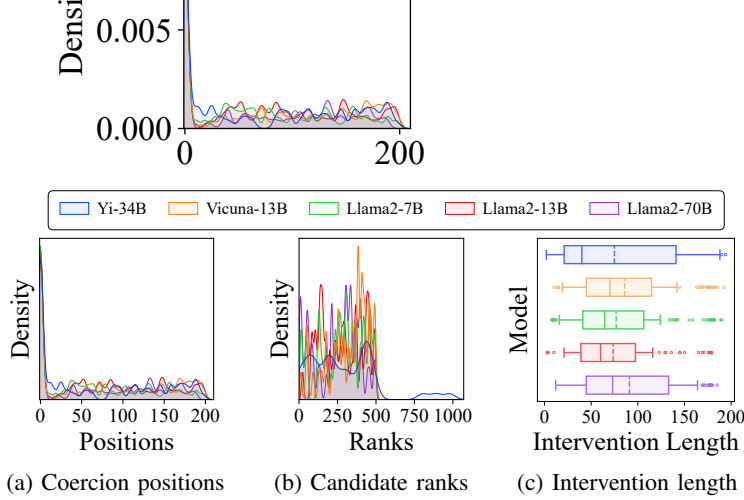 Densi
0.005
0.000
0 200
Yi-34B Vicuna-13B Llama2-7B Llama2-13B Llama2-70B
Density
0 50 100 150 200
Positions
(a) Coercion positions
Density
0 250 500 750 1000
Ranks
(b) Candidate ranks
Model
0 50 100 150 200
Intervention Length
(c) Intervention length